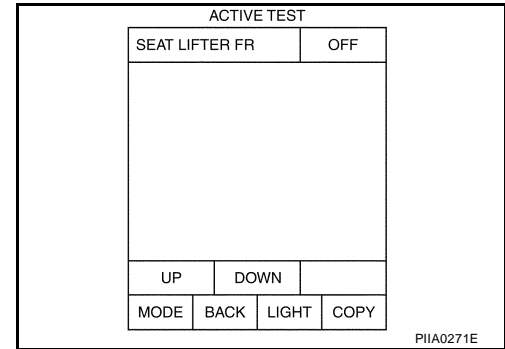 ACTIVE TEST
SEAT LIFTER FR OFF
UP DOWN
MODE BACK LIGHT COPY
PIIA0271E